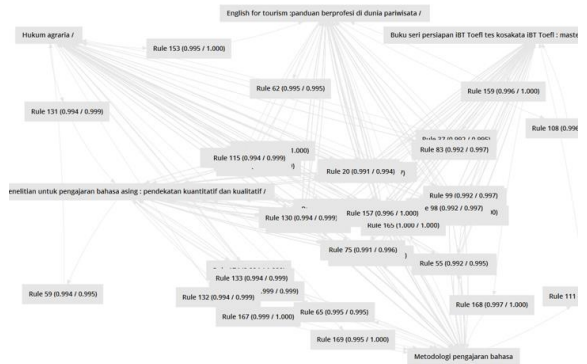 English for tourism :panduan berprofesi di dunia pariwisata /
Hukum agraria /
Buku seri persiapan iBT Toefl tes kosakata iBT Toefl :
Rule 153 (0.995 / 1.000)
Rule 62 (0.995 / 0.995)
Rule 159 (0.996 / 1.000)
Rule 131 (0.994 / 0.999)
Rule 108
Rule 83 (0.992 / 0.997)
1.000)
Rule 115 (0.994 / 0.999)
Rule 20 (0.991 / 0.994)
untuk pengajaran bahasa asing : pendekatan kuantitatif dan kualitatif /
Rule 99 (0.992 / 0.997)
98 (0.992 / 0.997)
Rule 130 (0.994 / 0.999)
Rule 157 (0.996 / 1.000)
Rule 165 (1.000 / 1.000)
Rule 75 (0.991 / 0.996)
Rule 55 (0.992 / 0.995)
Rule 133 (0.994 / 0.999)
Rule 59 (0.994 / 0.995)
Rule 132 (0.994 / 0.999)
/ 0.999)
Rule 111
Rule 168 (0.997 / 1.000)
Rule 167 (0.999 / 1.000)
Rule 65 (0.995 / 0.995)
Rule 169 (0.995 / 1.000)
Metodologi pengajaran bahasa